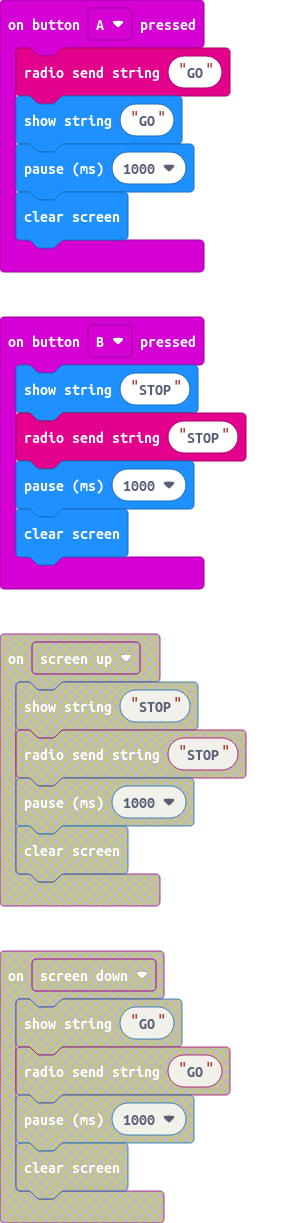 on button A pressed
radio send string "GO"
show string "GO"
pause (ms) 1000
clear screen
on button B pressed
show string "STOP"
radio send string "STOP"
pause (ms) 1000
clear screen
on screen up
show string "STOP"
radio send string "STOP"
pause (ms) 1000
clear screen
on screen down
show string "GO"
radio send string "GO"
pause (ms) 1000
clear screen